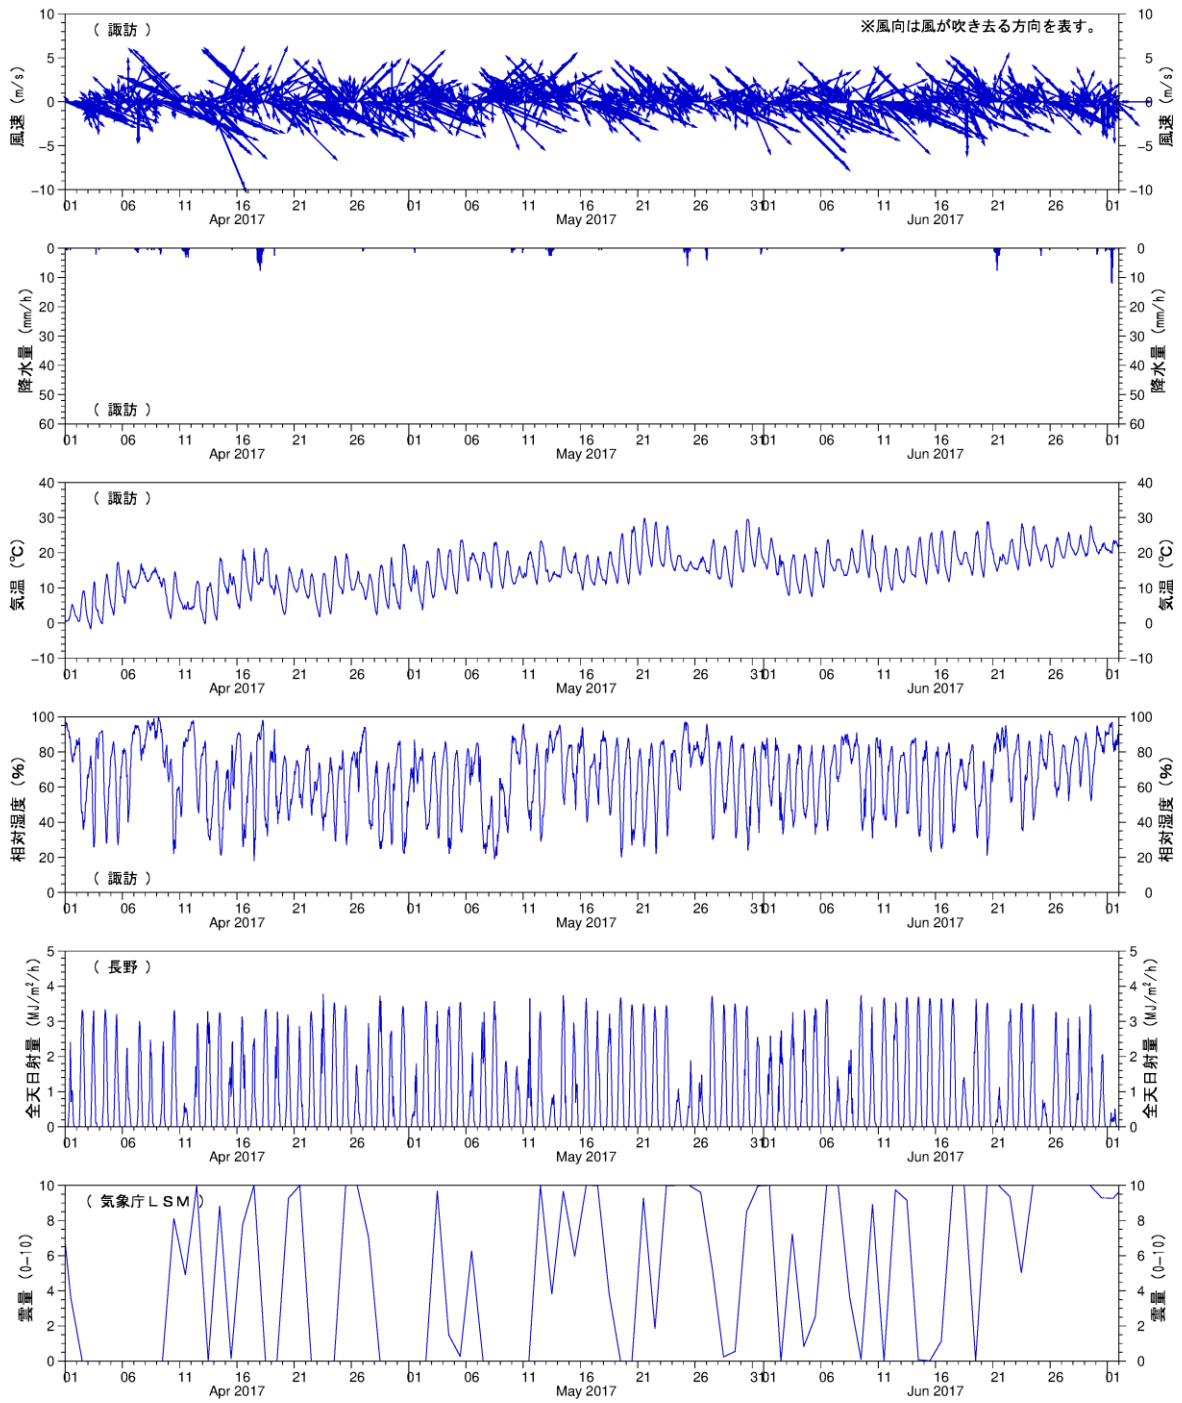 （ 諏訪 ）
※風向は風が吹き去る方向を表す。
風速 (m/s)
10 5 0 −5 −10
風速 (m/s)
10 5 0 −5 −10
01 06 11 16 21 26 01 06 11 16 21 26 31 01 06 11 16 21 26 01
Apr 2017 May 2017 Jun 2017
降水量 (mm/h)
0 10 20 30 40 50 60
（ 諏訪 ）
降水量 (mm/h)
0 10 20 30 40 50 60
01 06 11 16 21 26 01 06 11 16 21 26 31 01 06 11 16 21 26 01
Apr 2017 May 2017 Jun 2017
（ 諏訪 ）
気温 (℃)
40 30 20 10 0 −10
気温 (℃)
40 30 20 10 0 −10
01 06 11 16 21 26 01 06 11 16 21 26 31 01 06 11 16 21 26 01
Apr 2017 May 2017 Jun 2017
相対湿度 (%)
100 80 60 40 20 0
（ 諏訪 ）
相対湿度 (%)
100 80 60 40 20 0
01 06 11 16 21 26 01 06 11 16 21 26 31 01 06 11 16 21 26 01
Apr 2017 May 2017 Jun 2017
（ 長野 ）
全天日射量 (MJ/m²/h)
5 4 3 2 1 0
全天日射量 (MJ/m²/h)
5 4 3 2 1 0
01 06 11 16 21 26 01 06 11 16 21 26 31 01 06 11 16 21 26 01
Apr 2017 May 2017 Jun 2017
（ 気象庁ＬＳＭ ）
雲量 (0−10)
10 8 6 4 2 0
雲量 (0−10)
10 8 6 4 2 0
01 06 11 16 21 26 01 06 11 16 21 26 31 01 06 11 16 21 26 01
Apr 2017 May 2017 Jun 2017